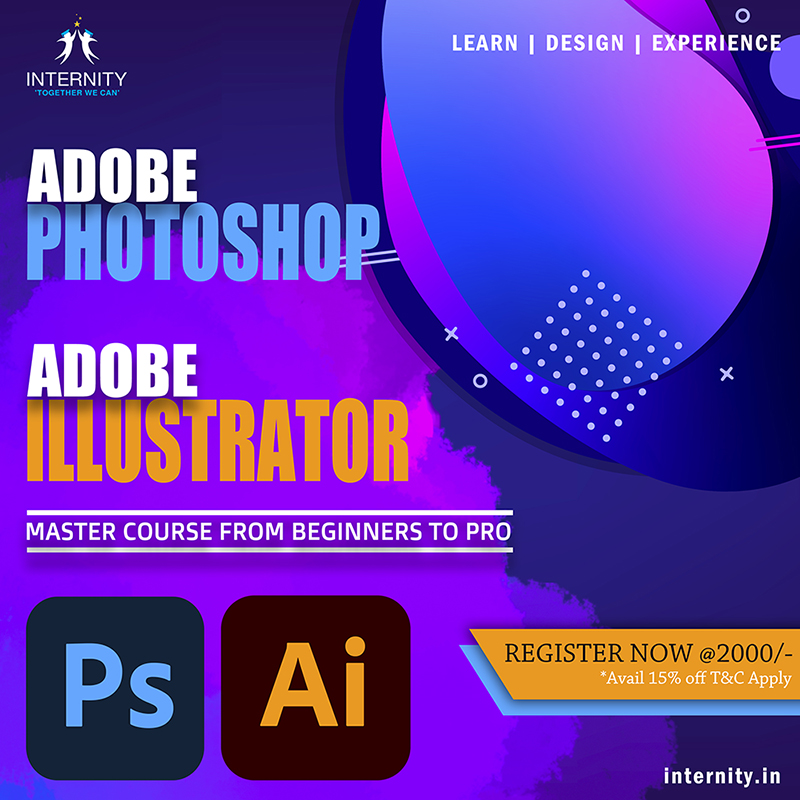 INTERNITY
'TOGETHER WE CAN'
LEARN | DESIGN | EXPERIENCE
ADOBE
PHOTOSHOP
ADOBE
ILLUSTRATOR
MASTER COURSE FROM BEGINNERS TO PRO
Ps
Ai
REGISTER NOW @2000/-
*Avail 15% off T&C Apply
internity.in